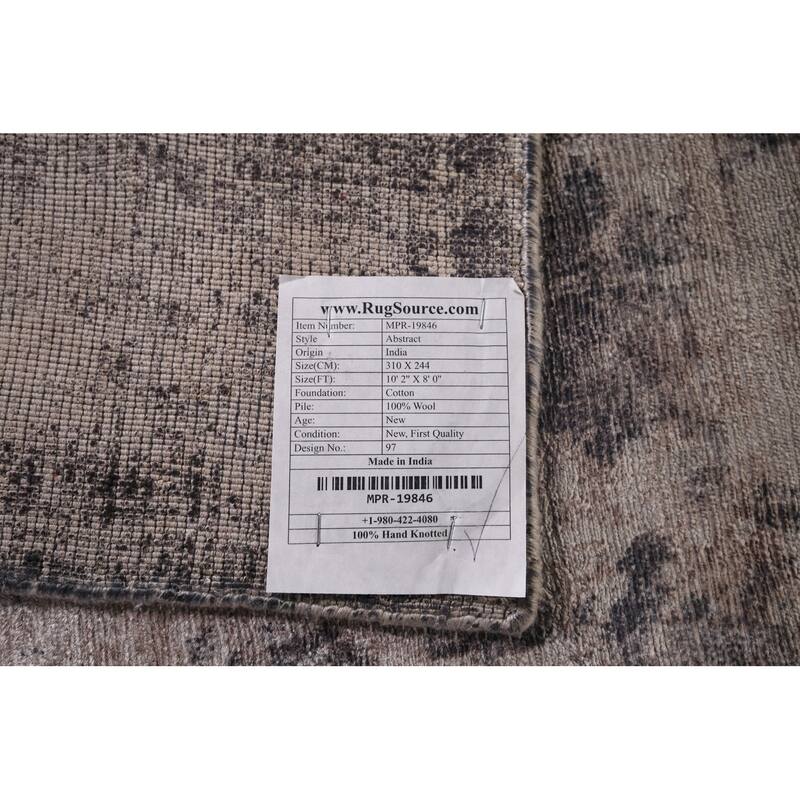 www.RugSource.com
Item Number: MPR-19846
Style Abstract
Origin India
Size(CM): 310 X 244
Size(FT): 10' 2" X 8' 0"
Foundation: Cotton
Pile: 100% Wool
Age: New
Condition: New, First Quality
Design No.: 97
Made in India
MPR-19846
+1-980-422-4080
100% Hand Knotted